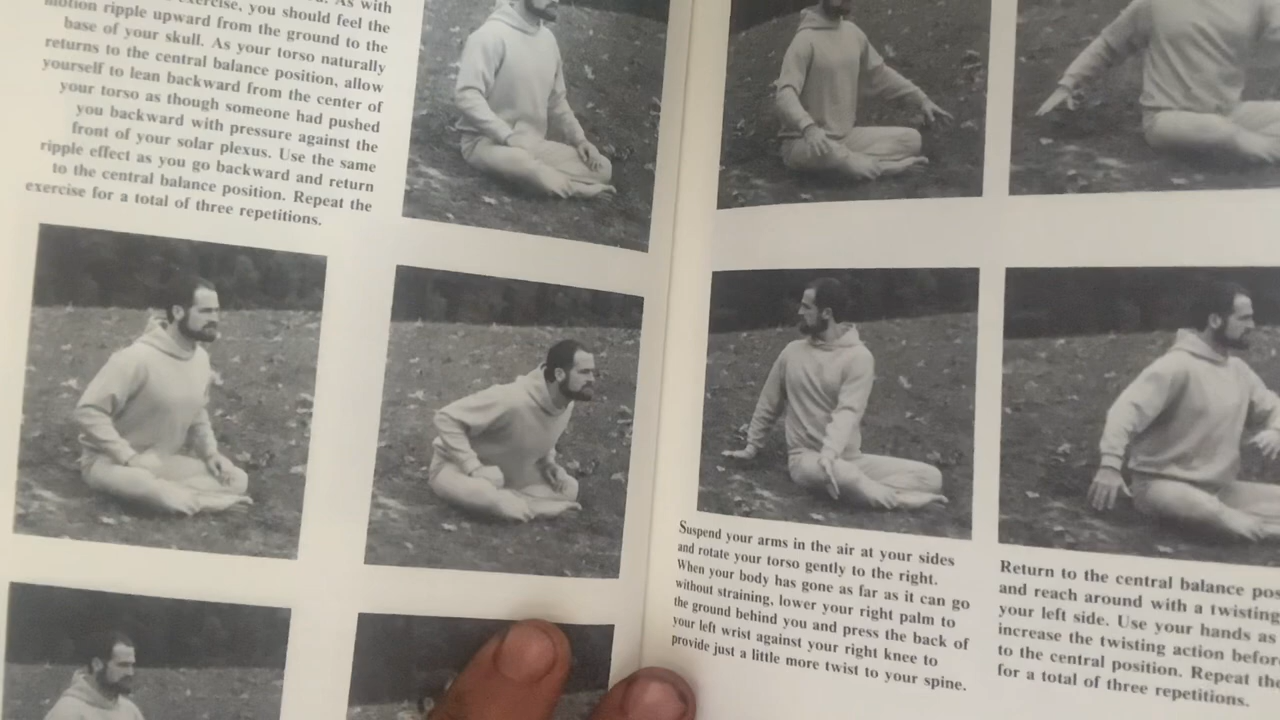 exercise, you should feel the
motion ripple upward from the ground to the
base of your skull. As your torso naturally
returns to the central balance position, allow
yourself to lean backward from the center of
your torso as though someone had pushed
you backward with pressure against the
front of your solar plexus. Use the same
ripple effect as you go backward and return
to the central balance position. Repeat the
exercise for a total of three repetitions.
Suspend your arms in the air at your sides
and rotate your torso gently to the right.
When your body has gone as far as it can go
without straining, lower your right palm to
the ground behind you and press the back of
your left wrist against your right knee to
provide just a little more twist to your spine.
Return to the central balance pos
and reach around with a twisting
your left side. Use your hands as
increase the twisting action before
to the central position. Repeat the
for a total of three repetitions.